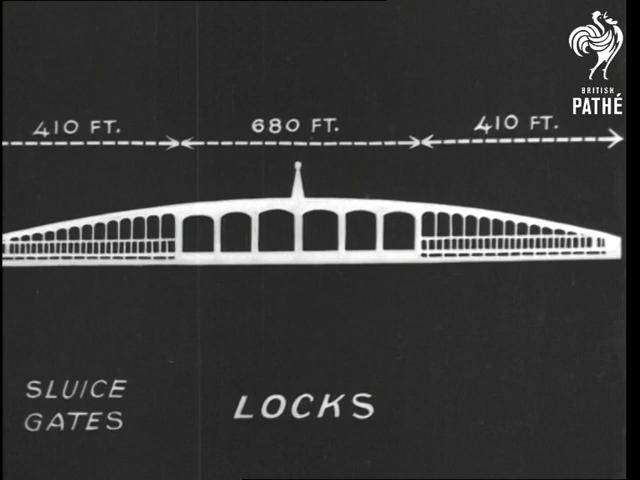 BRITISH
PATHÉ
410 FT. 680 FT. 410 FT.
SLUICE
GATES
LOCKS